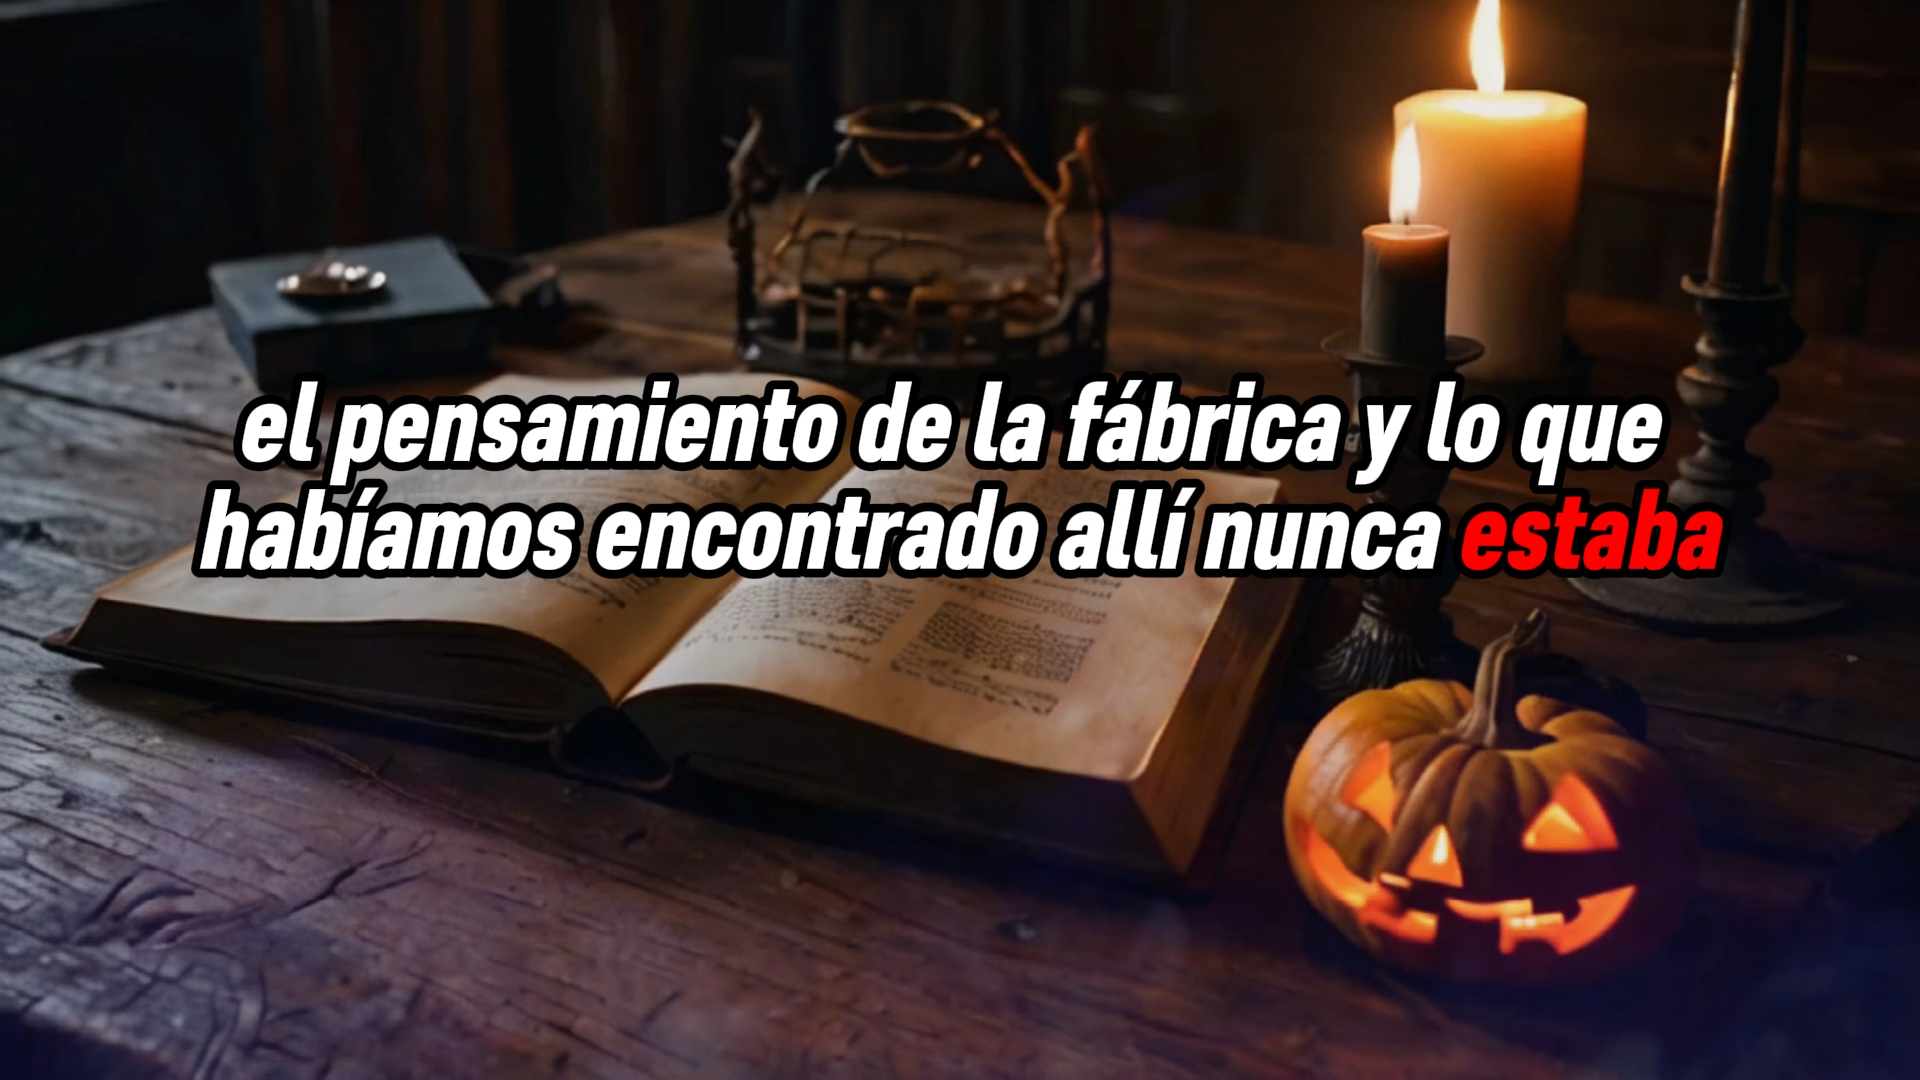 el pensamiento de la fábrica y lo que
habíamos encontrado allí nunca estaba